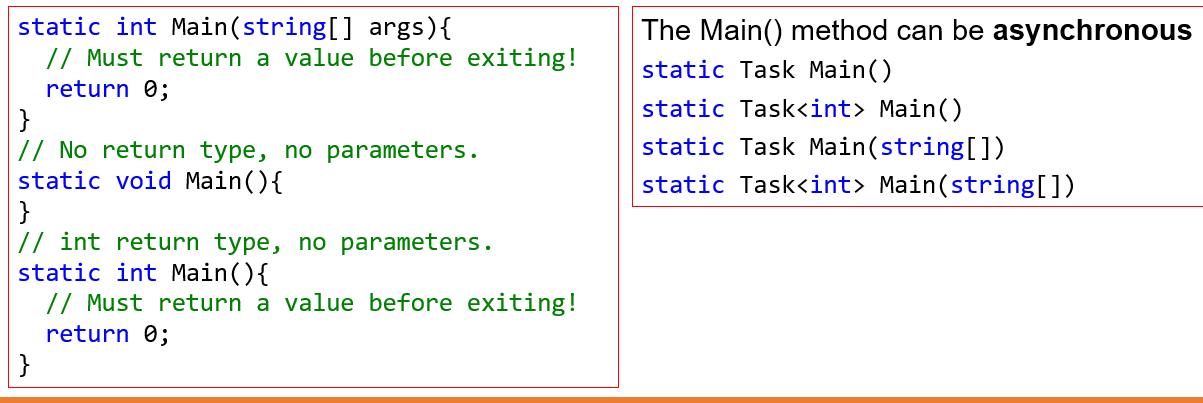 static int Main(string[] args){
// Must return a value before exiting!
return 0;
}
// No return type, no parameters.
static void Main(){
}
// int return type, no parameters.
static int Main(){
// Must return a value before exiting!
return 0;
}
The Main() method can be asynchronous
static Task Main()
static Task<int> Main()
static Task Main(string[])
static Task<int> Main(string[])